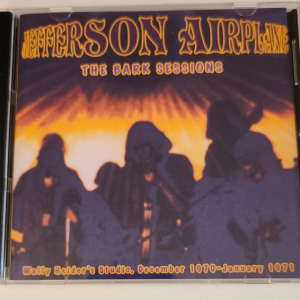 JEFFERSON AIRPLANE
THE BARK SESSIONS
Wally Heider's Studio, December 1970-January 1971